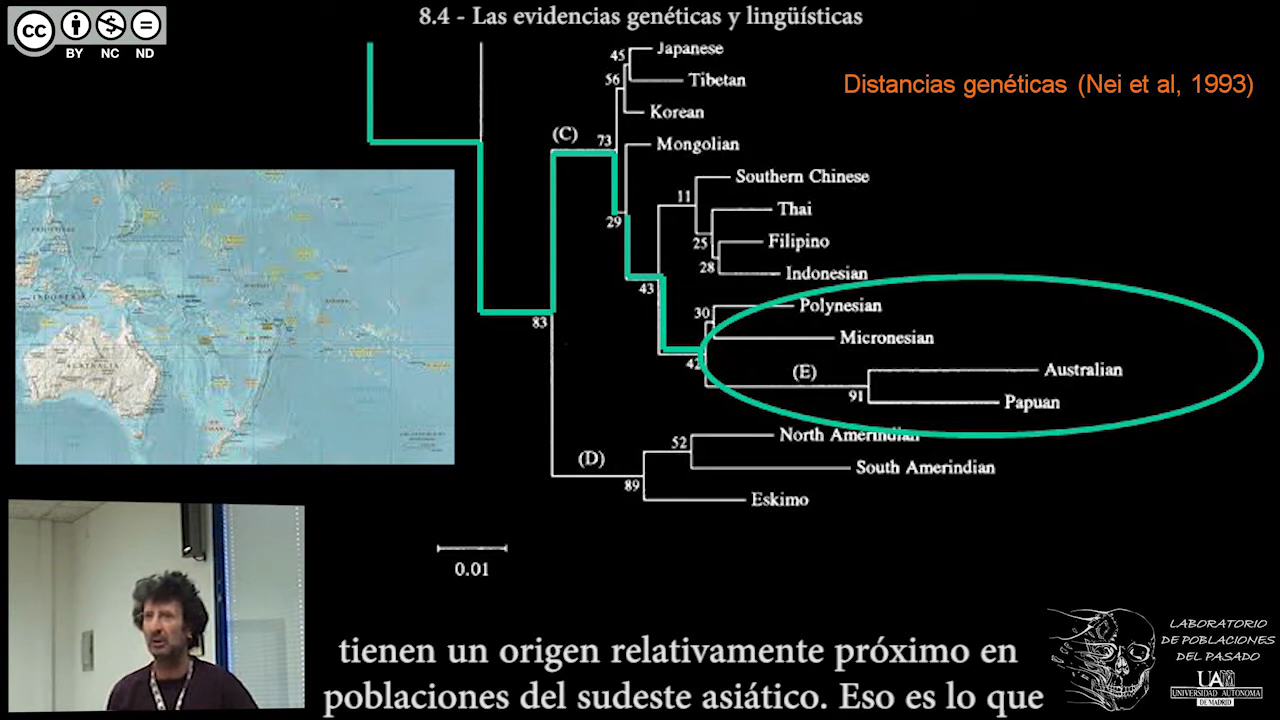 8.4 - Las evidencias genéticas y lingüísticas
cc
BY NC ND
Distancias genéticas (Nei et al, 1993)
45
Japanese
56
Tibetan
Korean
(C)
73
Mongolian
Southern Chinese
11
Thai
29
25
Filipino
28
Indonesian
43
30
Polynesian
Micronesian
83
42
(E)
Australian
91
Papuan
52
North Amerindian
(D)
South Amerindian
89
Eskimo
0.01
AUSTRALIA
tienen un origen relativamente próximo en
poblaciones del sudeste asiático. Eso es lo que
LABORATORIO
DE POBLACIONES
DEL PASADO
UAM
UNIVERSIDAD AUTONOMA
DE MADRID